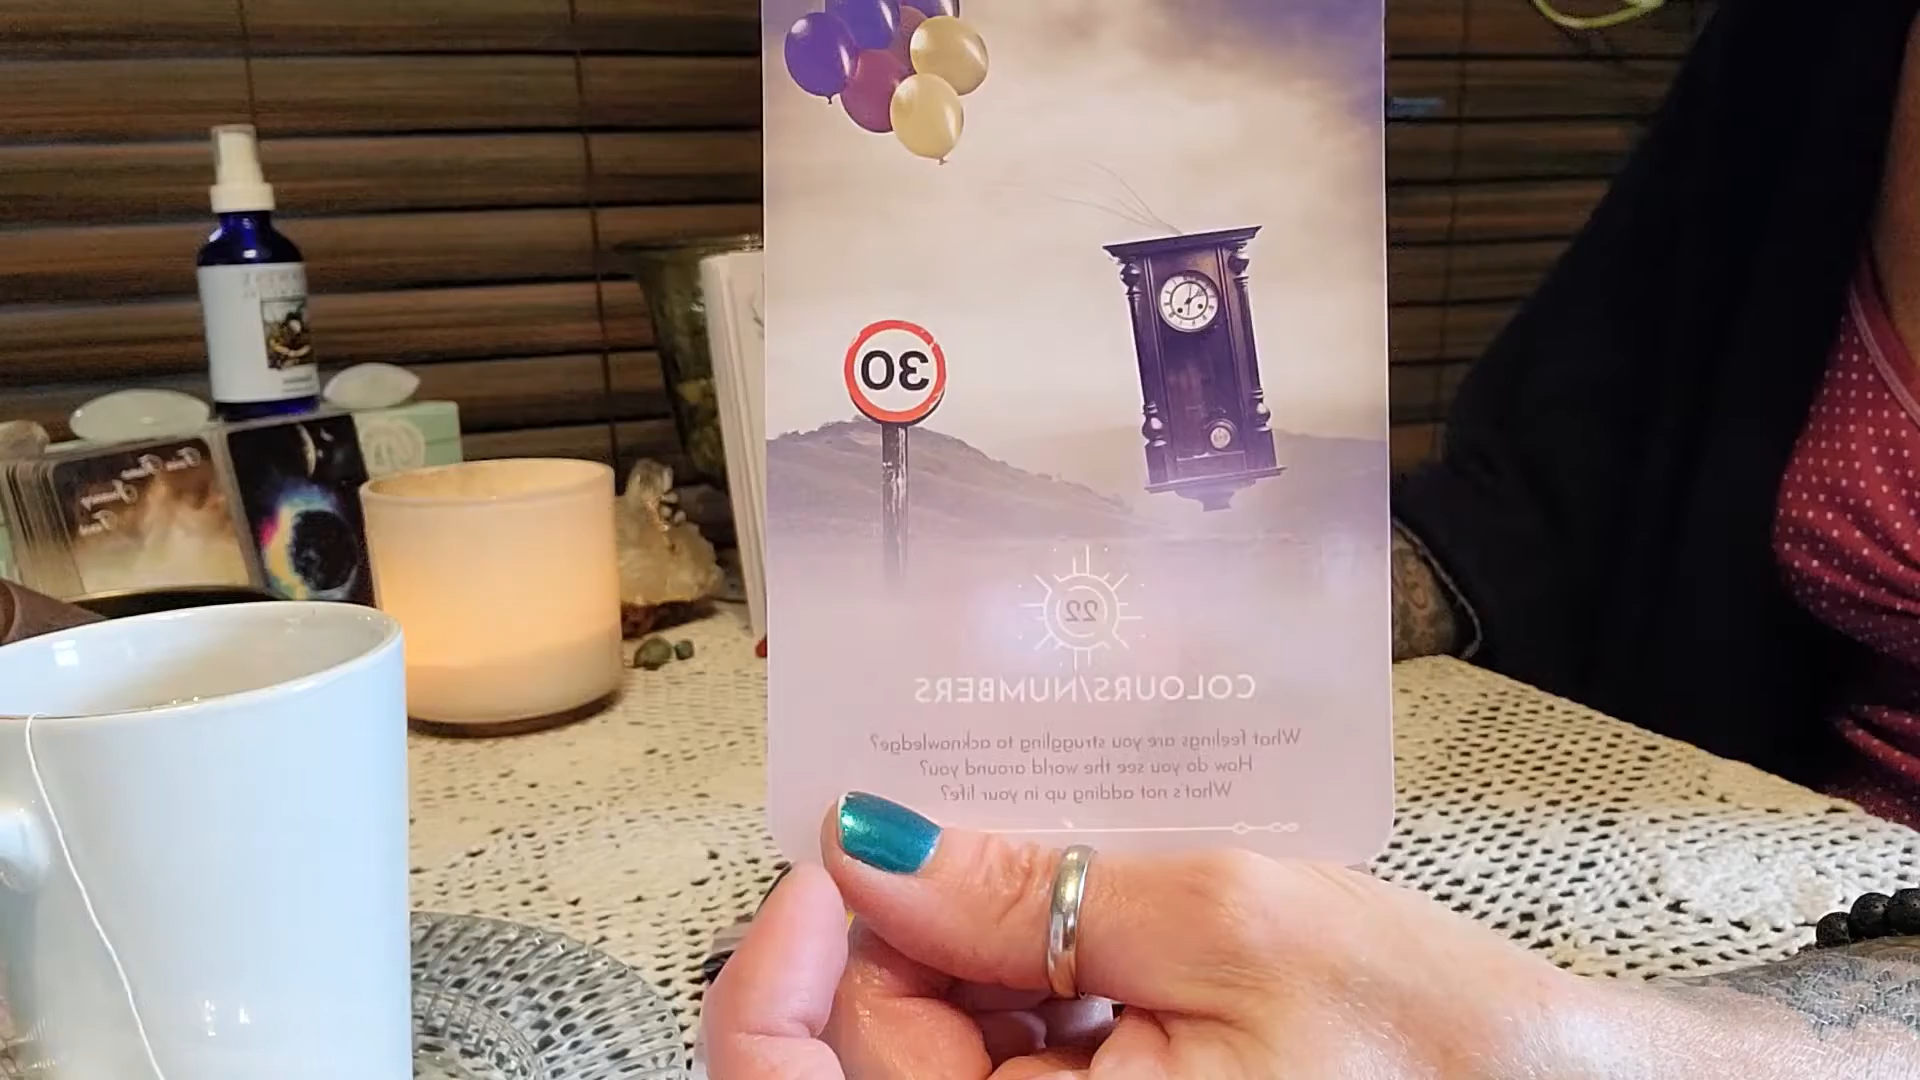 30
22
COLOURS/NUMBERS
What feelings are you struggling to acknowledge?
How do you see the world around you?
What's not adding up in your life?